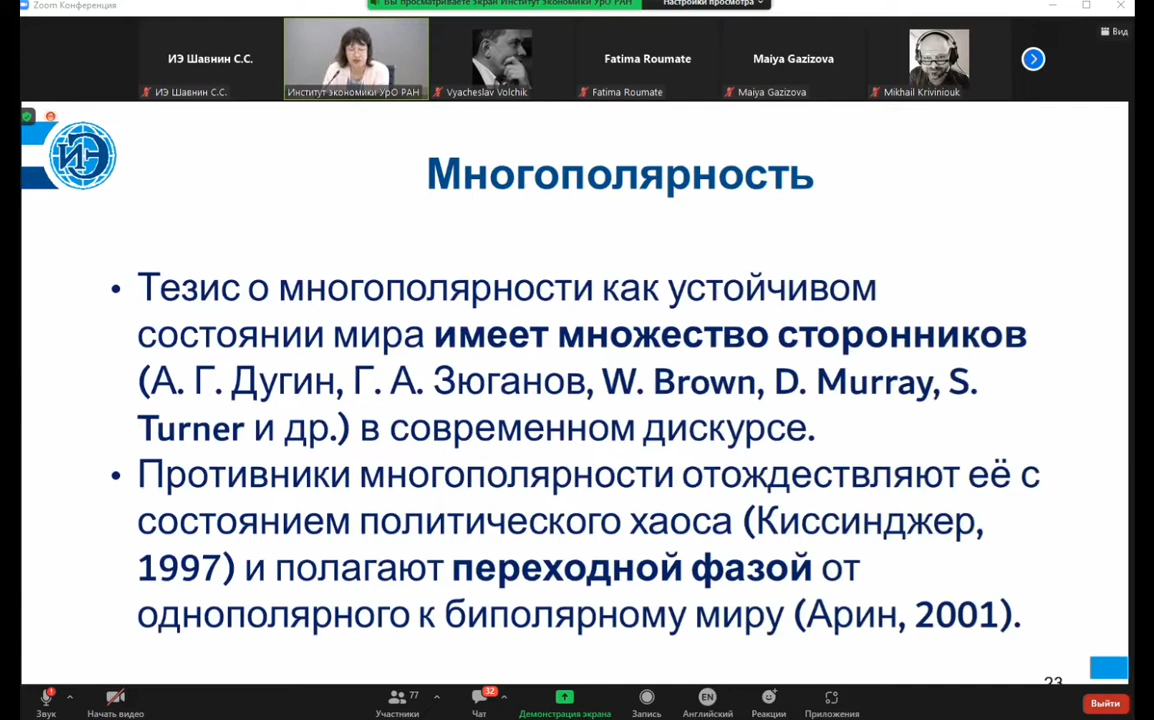 Zoom Конференция
Вы просматриваете экран Институт экономики УрО РАН
Настройки просмотра
Вид
ИЭ Шавнин С.С.
Fatima Roumate
Maiya Gazizova
ИЭ Шавнин С.С.
Институт экономики УрО РАН
Vyacheslav Volchik
Fatima Roumate
Maiya Gazizova
Mikhail Kriviniouk
иЭ
Многополярность
• Тезис о многополярности как устойчивом
состоянии мира имеет множество сторонников
(А. Г. Дугин, Г. А. Зюганов, W. Brown, D. Murray, S.
Turner и др.) в современном дискурсе.
• Противники многополярности отождествляют её с
состоянием политического хаоса (Киссинджер,
1997) и полагают переходной фазой от
однополярного к биполярному миру (Арин, 2001).
23
77
32
EN
Звук
Начать видео
Участники
Чат
Демонстрация экрана
Запись
Английский
Реакции
Приложения
Выйти